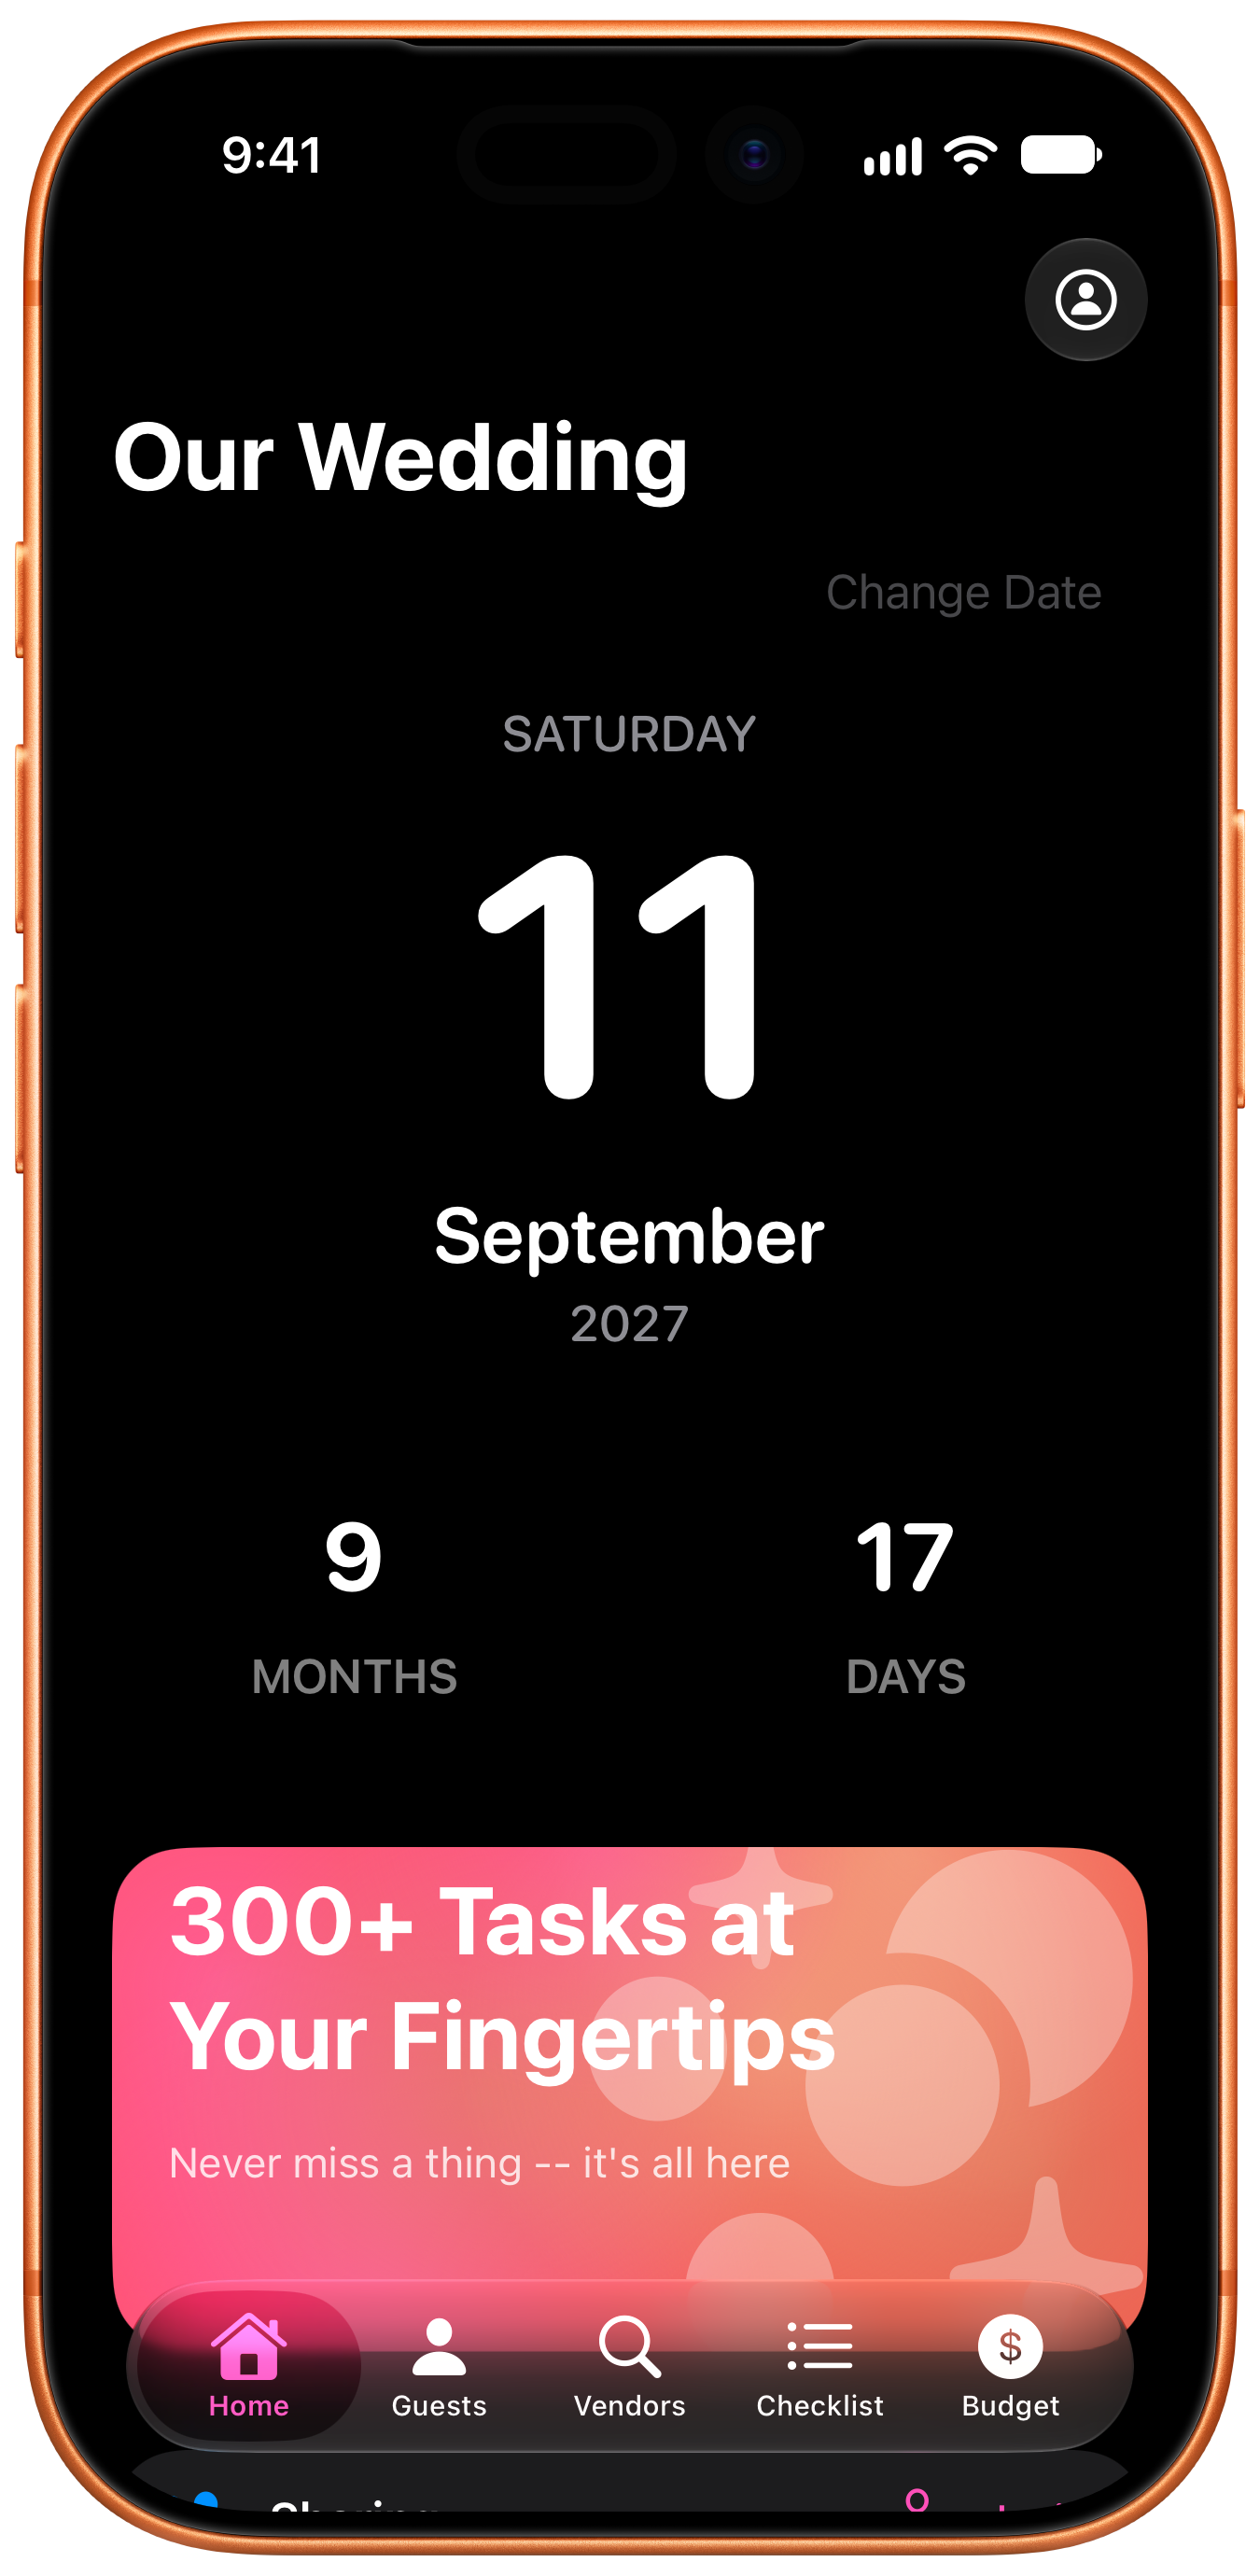 9:41
Our Wedding
Change Date
SATURDAY
11
September
2027
9
17
MONTHS
DAYS
300+ Tasks at
Your Fingertips
Never miss a thing -- it's all here
Home
Guests
Vendors
Checklist
$
Budget